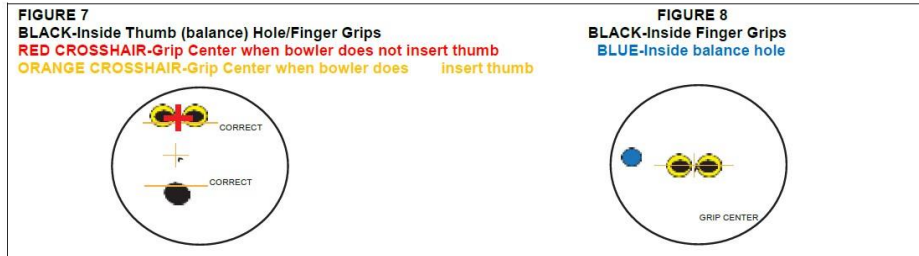 FIGURE 7
BLACK-Inside Thumb (balance) Hole/Finger Grips
RED CROSSHAIR-Grip Center when bowler does not insert thumb
ORANGE CROSSHAIR-Grip Center when bowler does insert thumb
CORRECT
CORRECT
FIGURE 8
BLACK-Inside Finger Grips
BLUE-Inside balance hole
GRIP CENTER